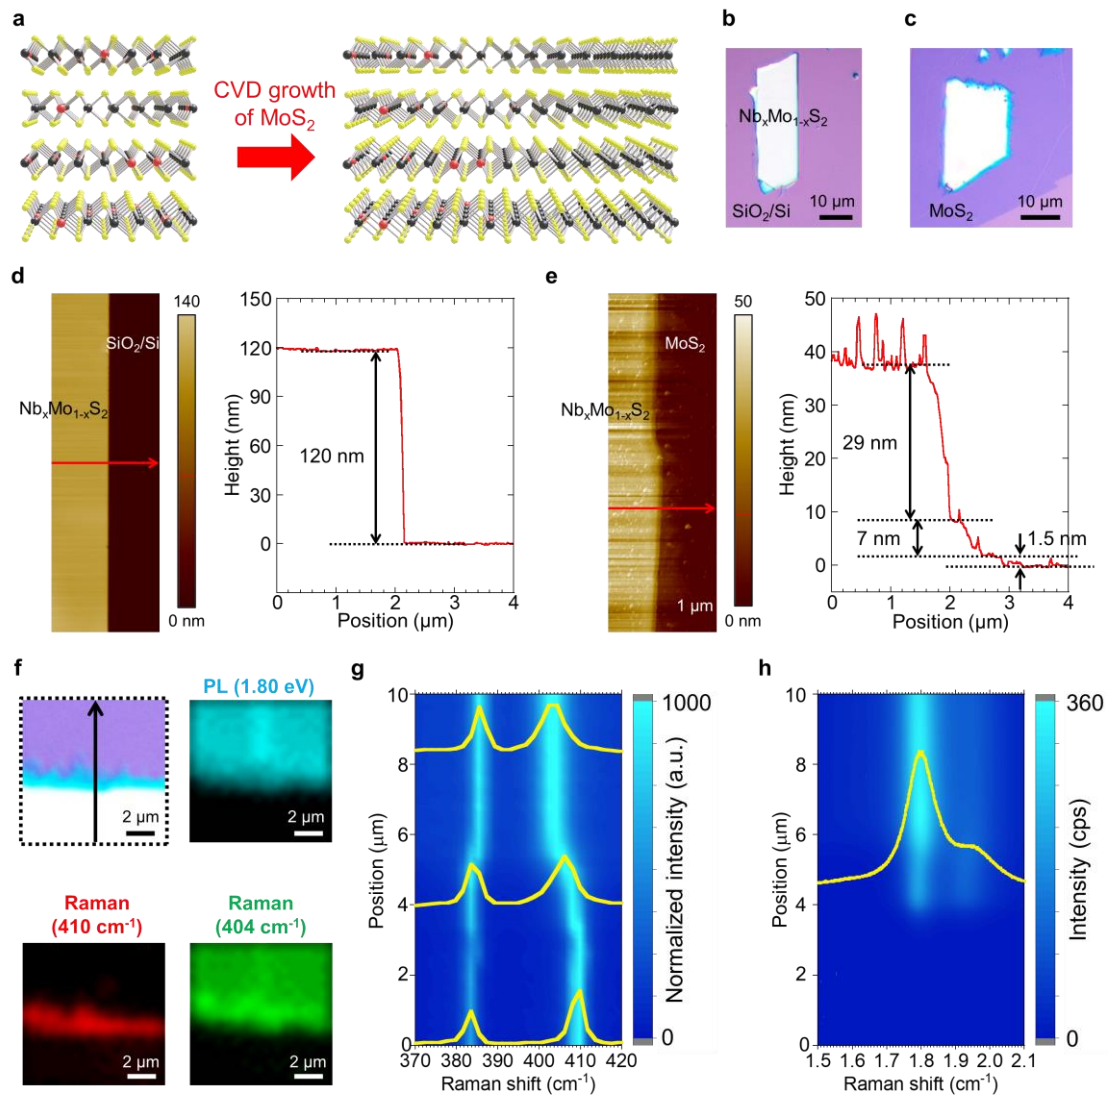 a
CVD growth
of MoS2
b
NbxMo1-xS2
SiO2/Si
10 µm
c
MoS2
10 µm
d
140
SiO2/Si
NbxMo1-xS2
0 nm
150
120
90
60
30
0
Height (nm)
120 nm
0
1
2
3
4
Position (µm)
e
50
MoS2
NbxMo1-xS2
1 µm
0 nm
50
40
30
20
10
0
Height (nm)
29 nm
7 nm
1.5 nm
0
1
2
3
4
Position (µm)
f
2 µm
PL (1.80 eV)
2 µm
Raman
(410 cm-1)
2 µm
Raman
(404 cm-1)
2 µm
g
10
8
6
4
2
0
Position (µm)
370
380
390
400
410
420
Raman shift (cm-1)
1000
0
Normalized intensity (a.u.)
h
10
8
6
4
2
0
Position (µm)
1.5
1.6
1.7
1.8
1.9
2.0
2.1
Raman shift (cm-1)
360
0
Intensity (cps)